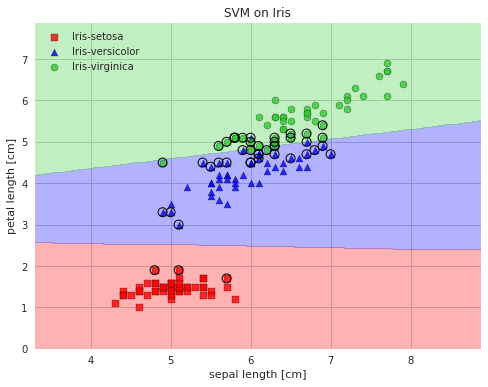 SVM on Iris
Iris-setosa
Iris-versicolor
Iris-virginica
petal length [cm]
7
6
5
4
3
2
1
0
4 5 6 7 8
sepal length [cm]